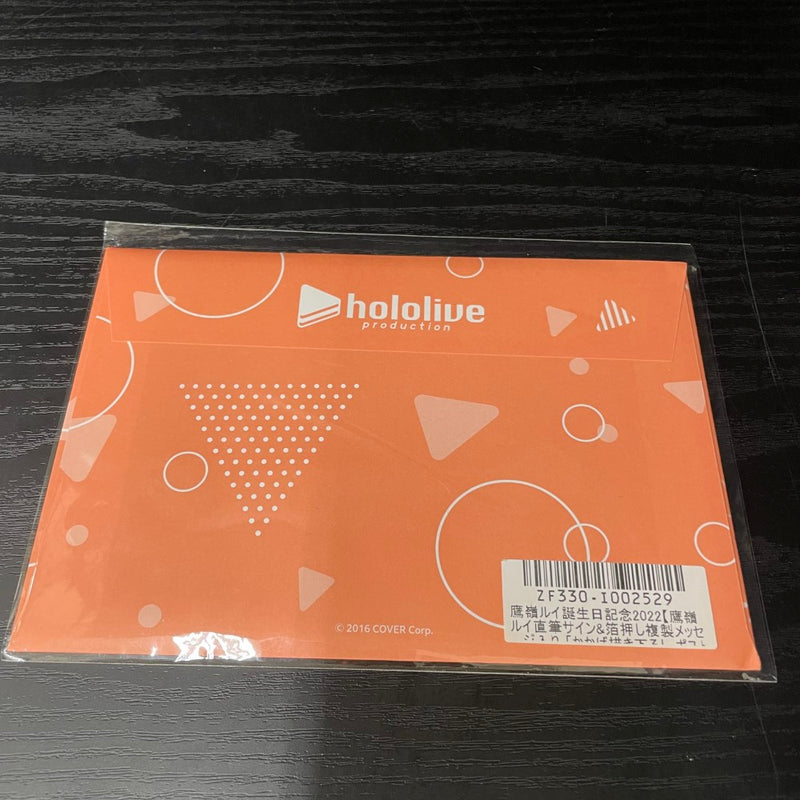 hololive
production
© 2016 COVER Corp.
ZF330-I002529
鷹嶺ルイ誕生日記念2022【鷹嶺
ルイ直筆サイン&箔押し複製メッセ